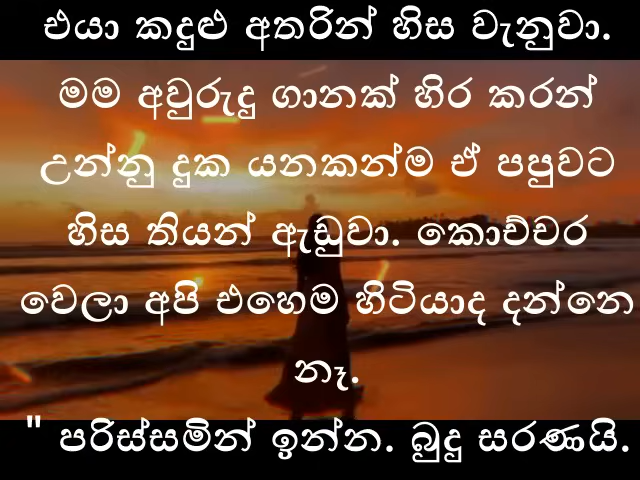 එයා කදුළු අතරින් හිස වැනුවා.
මම අවුරුදු ගානක් හිර කරන්
උන්නු දුක යනකන්ම ඒ පපුවට
හිස තියන් ඇඬුවා. කොච්චර
වෙලා අපි එහෙම හිටියාද දන්නෙ
නෑ.
" පරිස්සමින් ඉන්න. බුදු සරණයි.